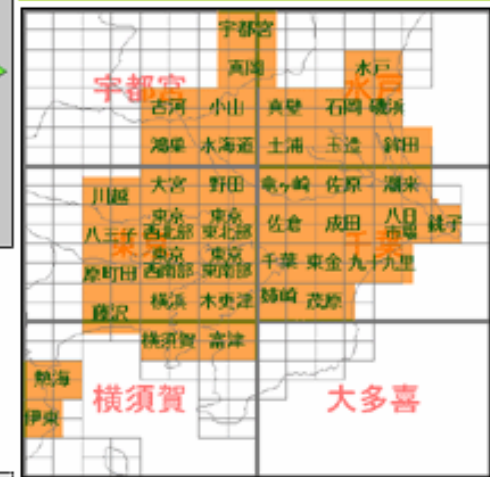 宇都宮
真岡 水戸
宇都宮 水戸
古河 小山 真壁 石岡 磯浜
鴻巣 水海道 土浦 玉造 鉾田
川越 大宮 野田 竜ヶ崎 佐原 潮来
八王子 東京西北部 東京東北部 佐倉 成田 八日市場 銚子
東京 千葉
原町田 東京西南部 東京東南部 千葉 東金 九十九里
藤沢 横浜 木更津 姉崎 茂原
横須賀 富津
熱海
横須賀 大多喜
伊東